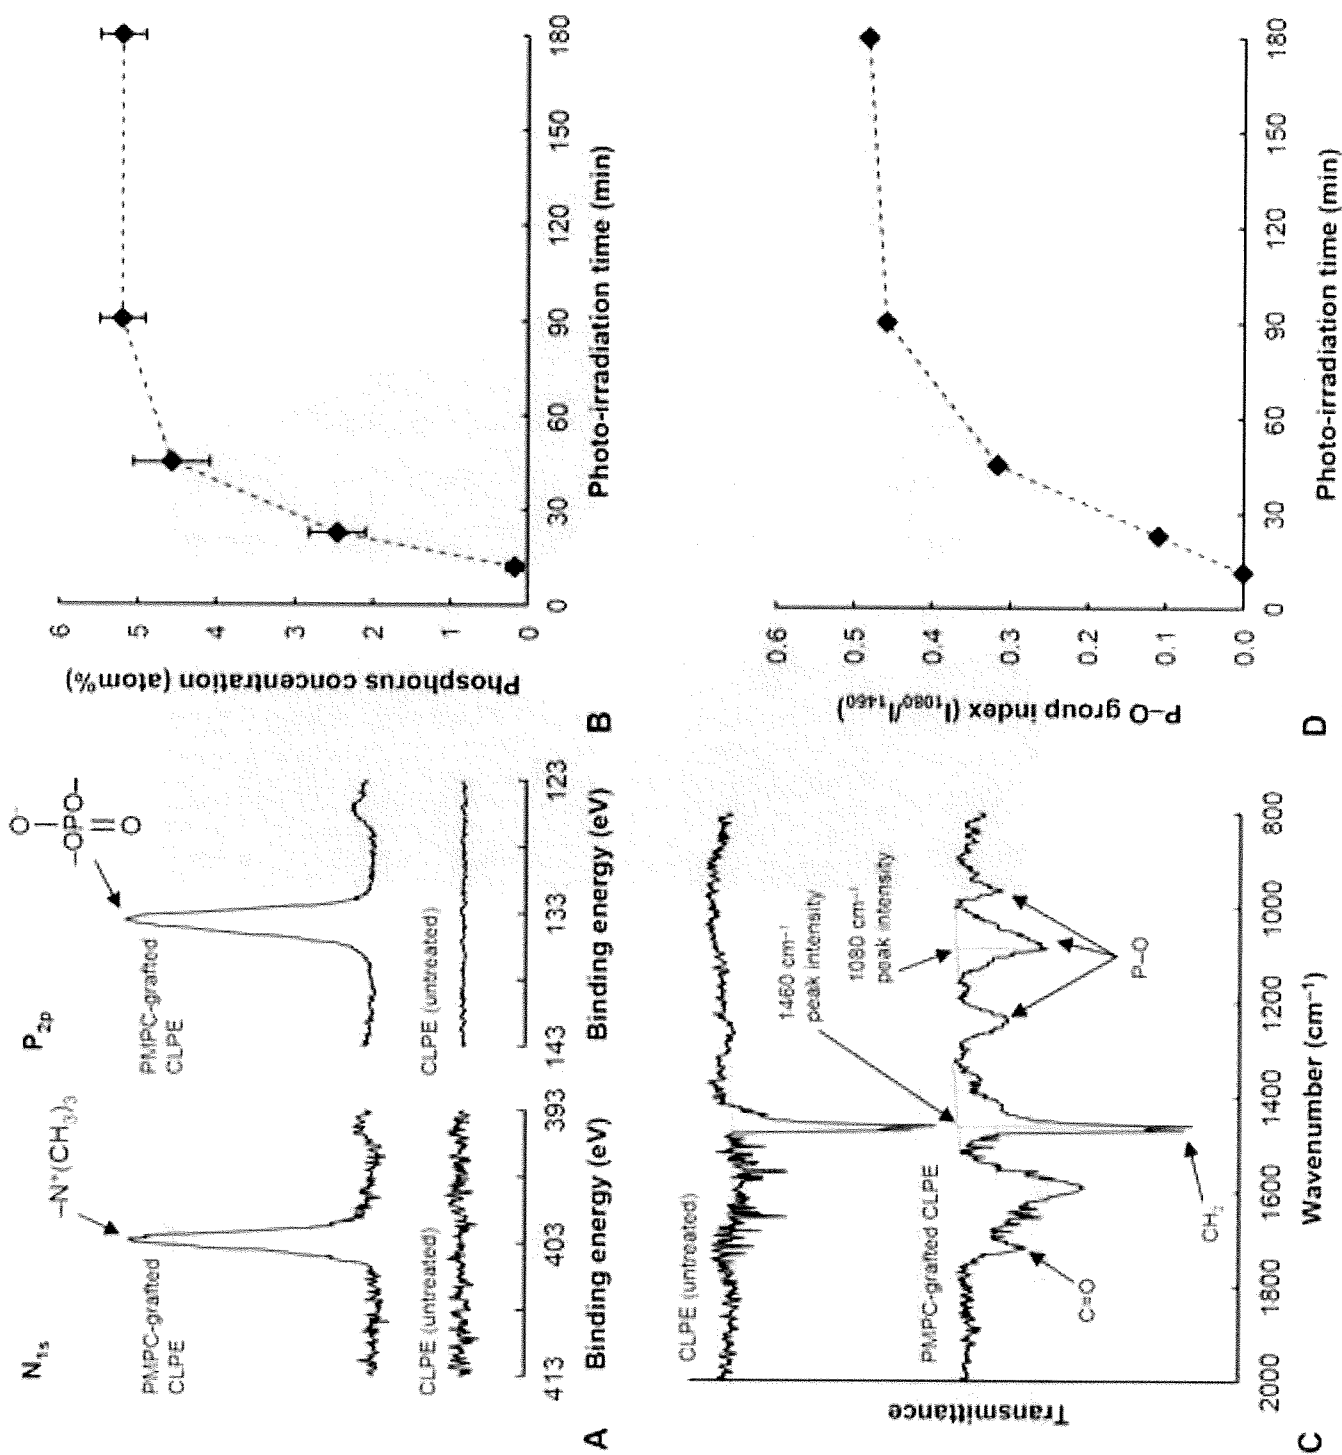 A
N1s
–N+(CH3)3
PMPC-grafted
CLPE
CLPE (untreated)
413
403
393
Binding energy (eV)
P2p
O−
–OPO–
O
PMPC-grafted
CLPE
CLPE (untreated)
143
133
123
Binding energy (eV)
B
Phosphorus concentration (atom%)
6
5
4
3
2
1
0
0
30
60
90
120
150
180
Photo-irradiation time (min)
C
Transmittance
CLPE (untreated)
PMPC-grafted CLPE
1460 cm−1
peak intensity
1080 cm−1
peak intensity
C=O
CH2
P–O
2000
1800
1600
1400
1200
1000
800
Wavenumber (cm−1)
D
P–O group index (I1080/I1460)
0.6
0.5
0.4
0.3
0.2
0.1
0.0
0
30
60
90
120
150
180
Photo-irradiation time (min)